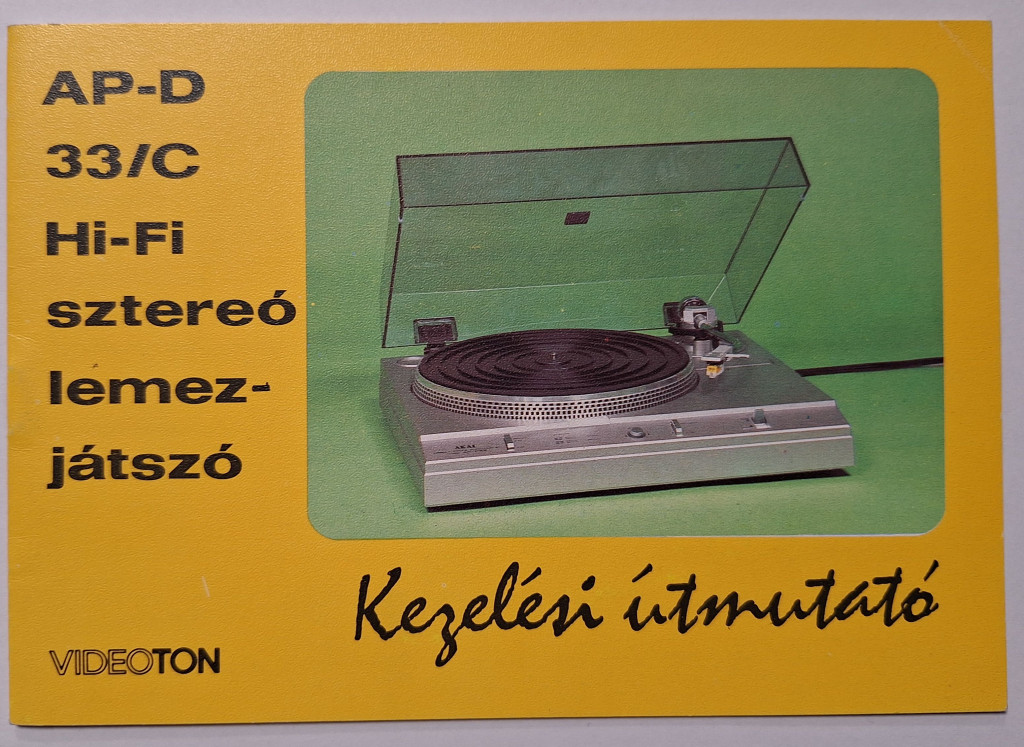 AP-D
33/C
Hi-Fi
sztereó
lemez-
játszó
AKAI
Kezelési útmutató
VIDEOTON